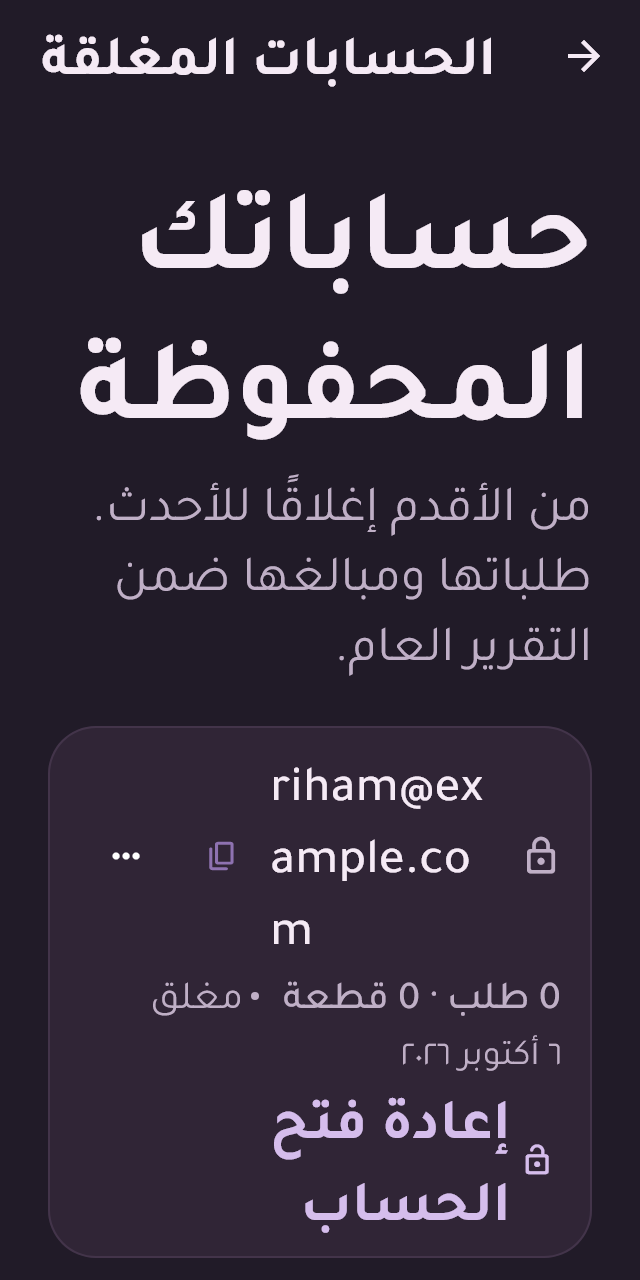 الحسابات المغلقة
حساباتك
المحفوظة
من الأقدم إغلاقًا للأحدث.
طلباتها ومبالغها ضمن
التقرير العام.
riham@ex
ample.co
m
0 طلب · 0 قطعة • مغلق
٦ أكتوبر ٢٠٢٦
إعادة فتح
الحساب